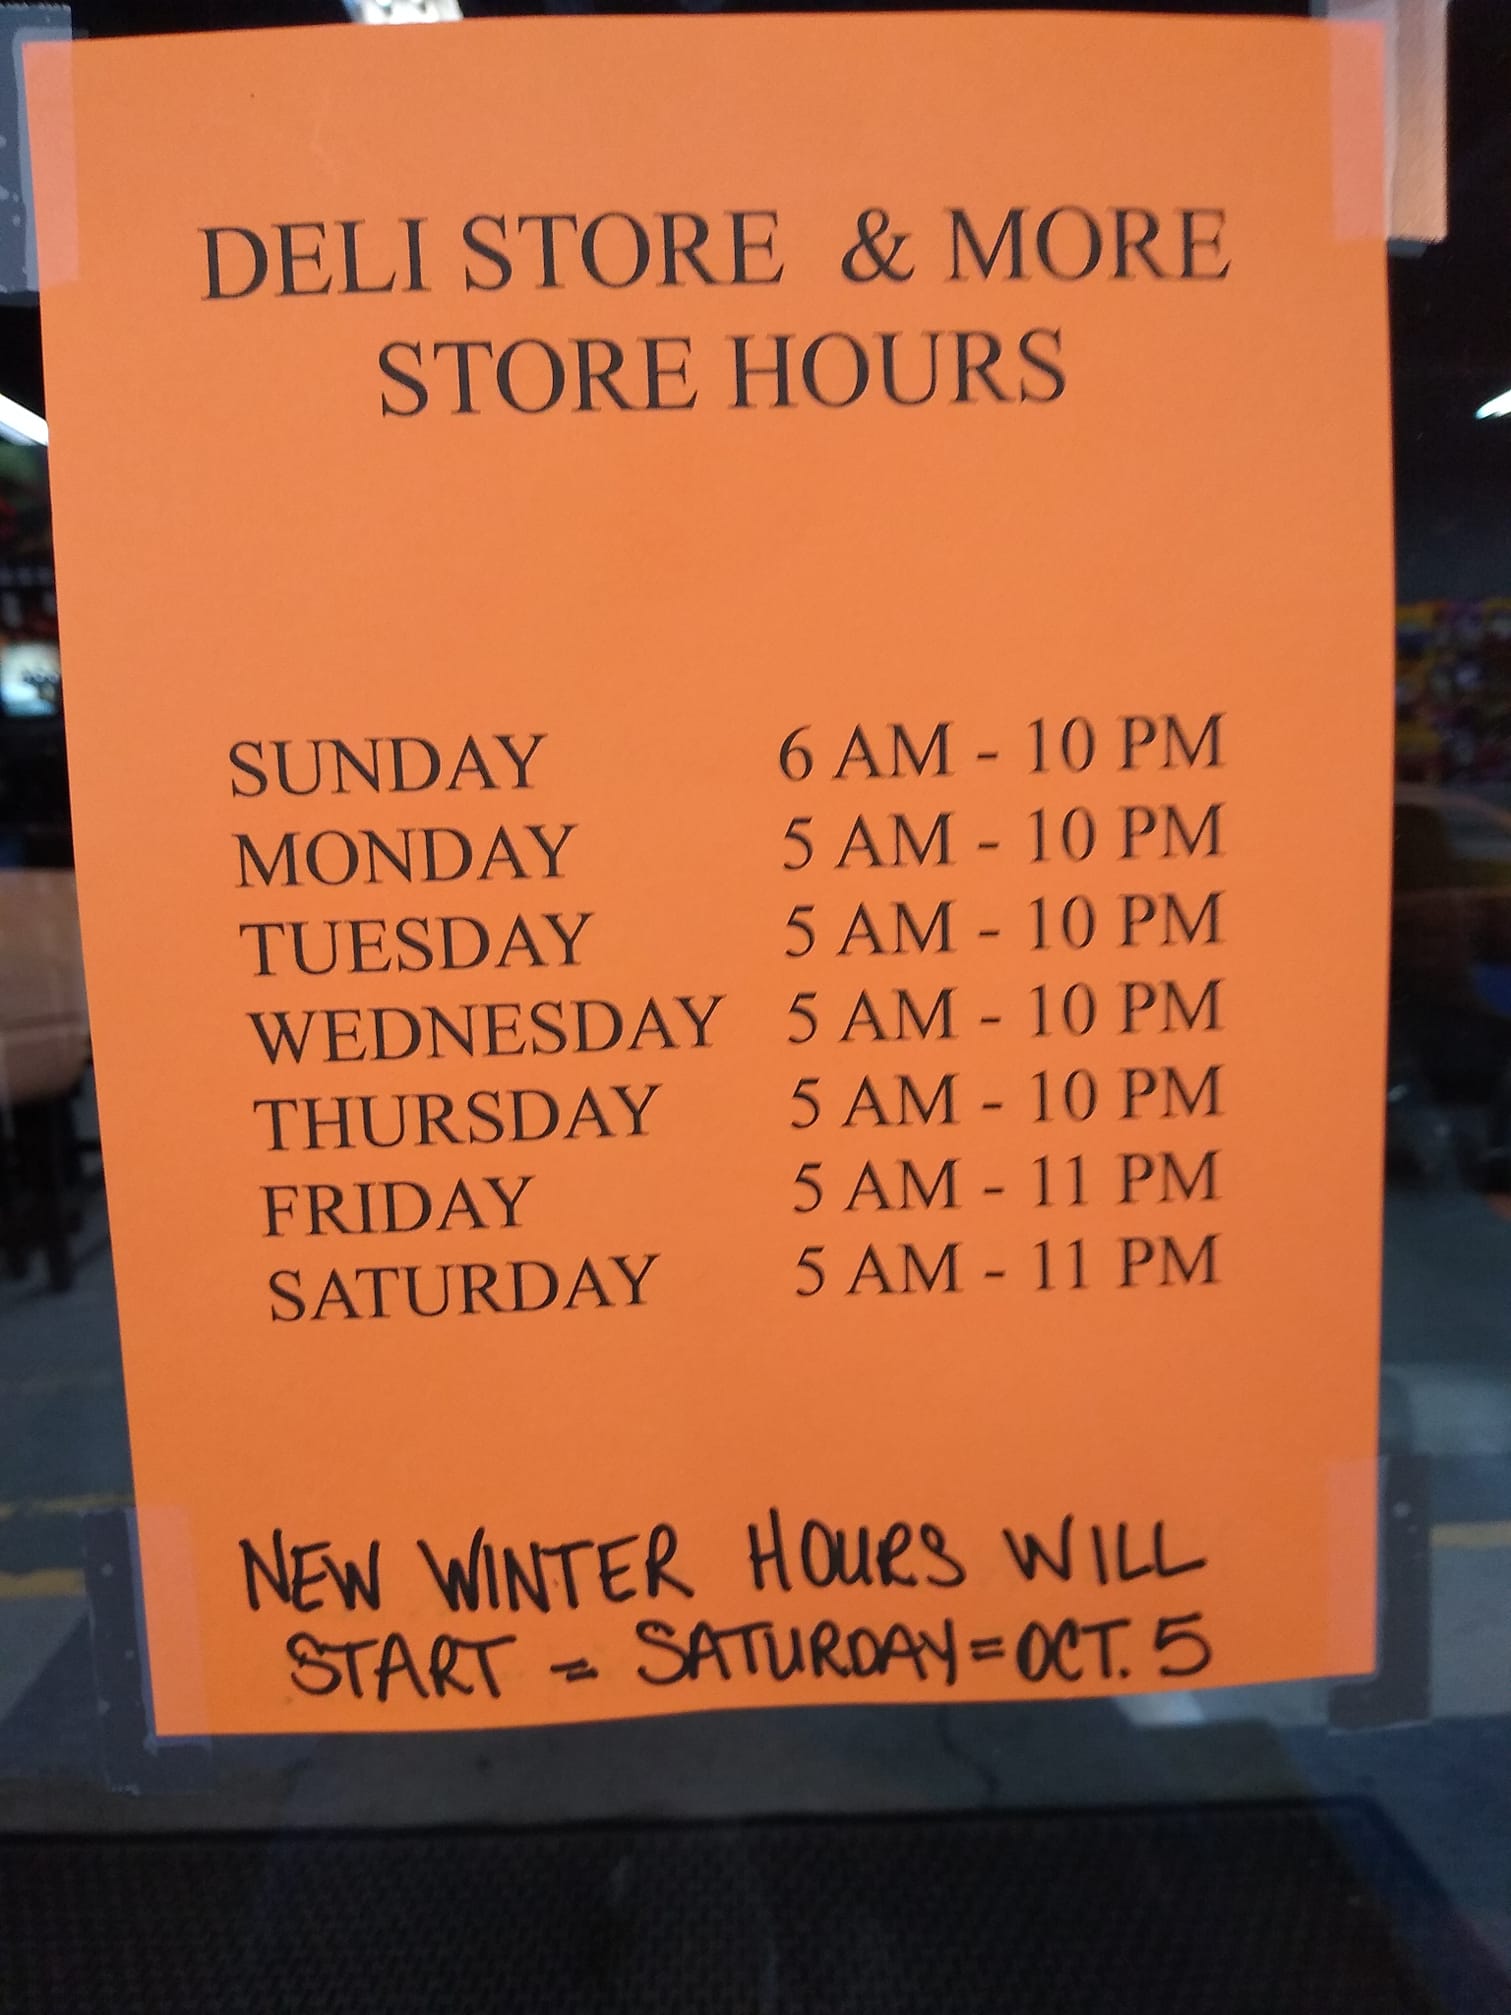 DELI STORE & MORE
STORE HOURS
SUNDAY 6 AM - 10 PM
MONDAY 5 AM - 10 PM
TUESDAY 5 AM - 10 PM
WEDNESDAY 5 AM - 10 PM
THURSDAY 5 AM - 10 PM
FRIDAY 5 AM - 11 PM
SATURDAY 5 AM - 11 PM
NEW WINTER HOURS WILL
START = SATURDAY = OCT. 5